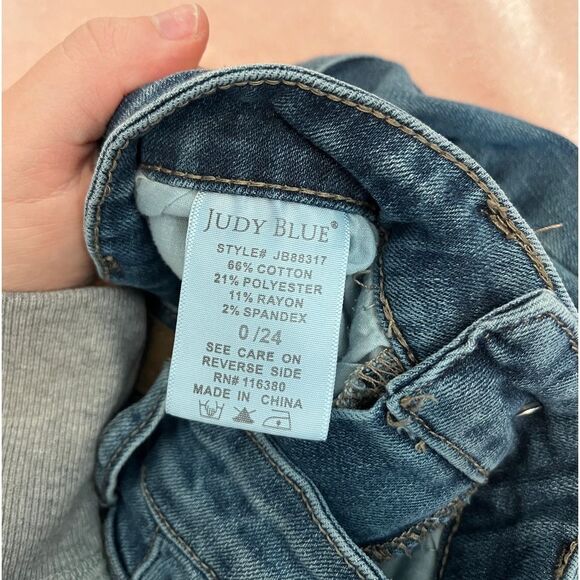 JUDY BLUE®
STYLE# JB88317
66% COTTON
21% POLYESTER
11% RAYON
2% SPANDEX
0/24
SEE CARE ON
REVERSE SIDE
RN# 116380
MADE IN CHINA